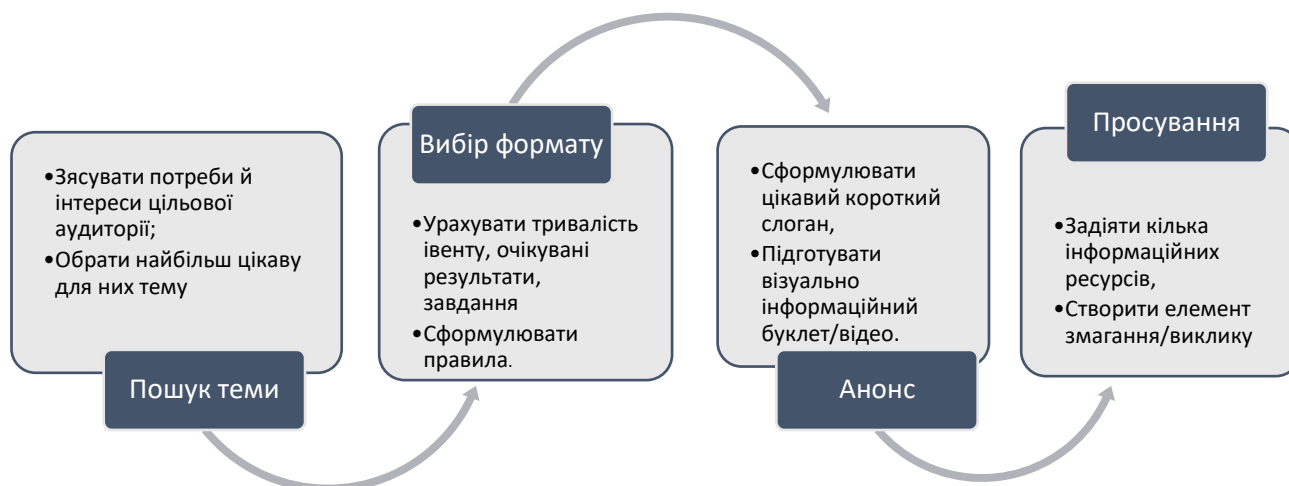 •Зясувати потреби й
інтереси цільової
аудиторії;
•Обрати найбільш цікаву
для них тему
Пошук теми
Вибір формату
•Урахувати тривалість
івенту, очікувані
результати,
завдання
•Сформулювати
правила.
•Сформулювати
цікавий короткий
слоган,
•Підготувати
візуально
інформаційний
буклет/відео.
Анонс
Просування
•Задіяти кілька
інформаційних
ресурсів,
•Створити елемент
змагання/виклику